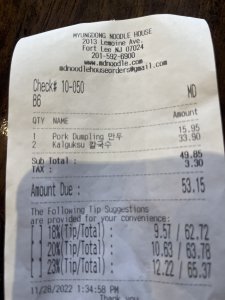 MYUNGDONG NOODLE HOUSE
2013 Lemoine Ave.
Fort Lee NJ 07024
201-592-6900
www.mdnoodle.com
mdnoodlehouseorders@gmail.com
Check# 10-050 MD
B6
QTY NAME Amount
1 Pork Dumpling 만두 15.95
2 Kalguksu 칼국수 33.90
Sub Total : 49.85
TAX : 3.30
Amount Due : 53.15
The Following Tip Suggestions
are provided for your convenience:
[ ] 18%(Tip/Total) : 9.57 / 62.72
[ ] 20%(Tip/Total) : 10.63 / 63.78
[ ] 23%(Tip/Total) : 12.22 / 65.37
11/26/2022 1:34:58 PM
Thank you